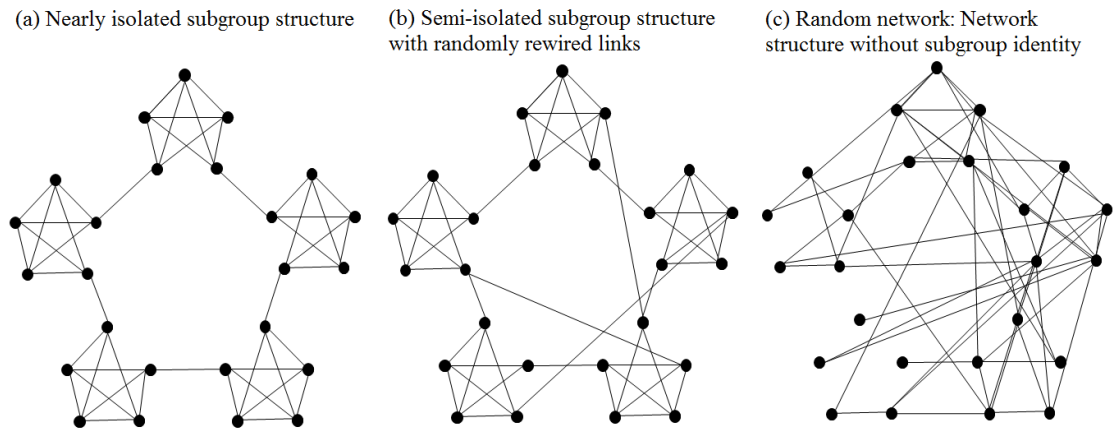 (a) Nearly isolated subgroup structure
(b) Semi-isolated subgroup structure
with randomly rewired links
(c) Random network: Network
structure without subgroup identity